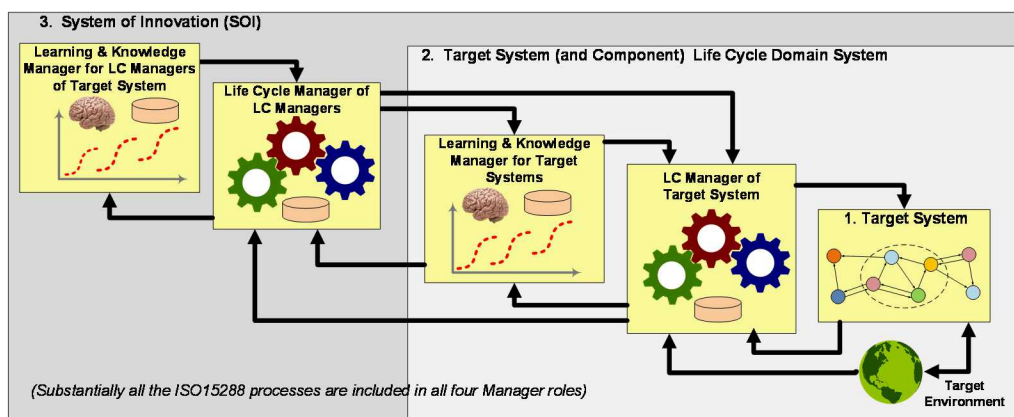 3. System of Innovation (SOI)
Learning & Knowledge
Manager for LC Managers
of Target System
2. Target System (and Component) Life Cycle Domain System
Life Cycle Manager of
LC Managers
Learning & Knowledge
Manager for Target
Systems
LC Manager of
Target System
1. Target System
(Substantially all the ISO15288 processes are included in all four Manager roles)
Target
Environment